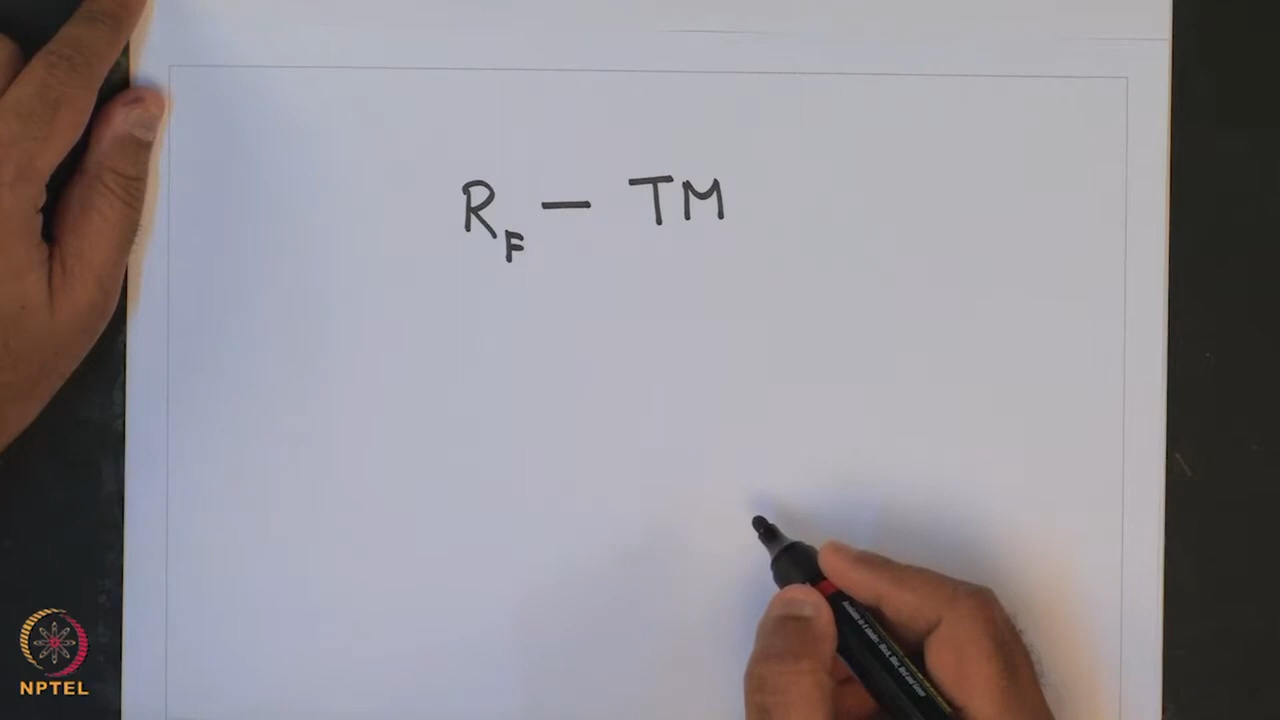 R_F — TM
NPTEL